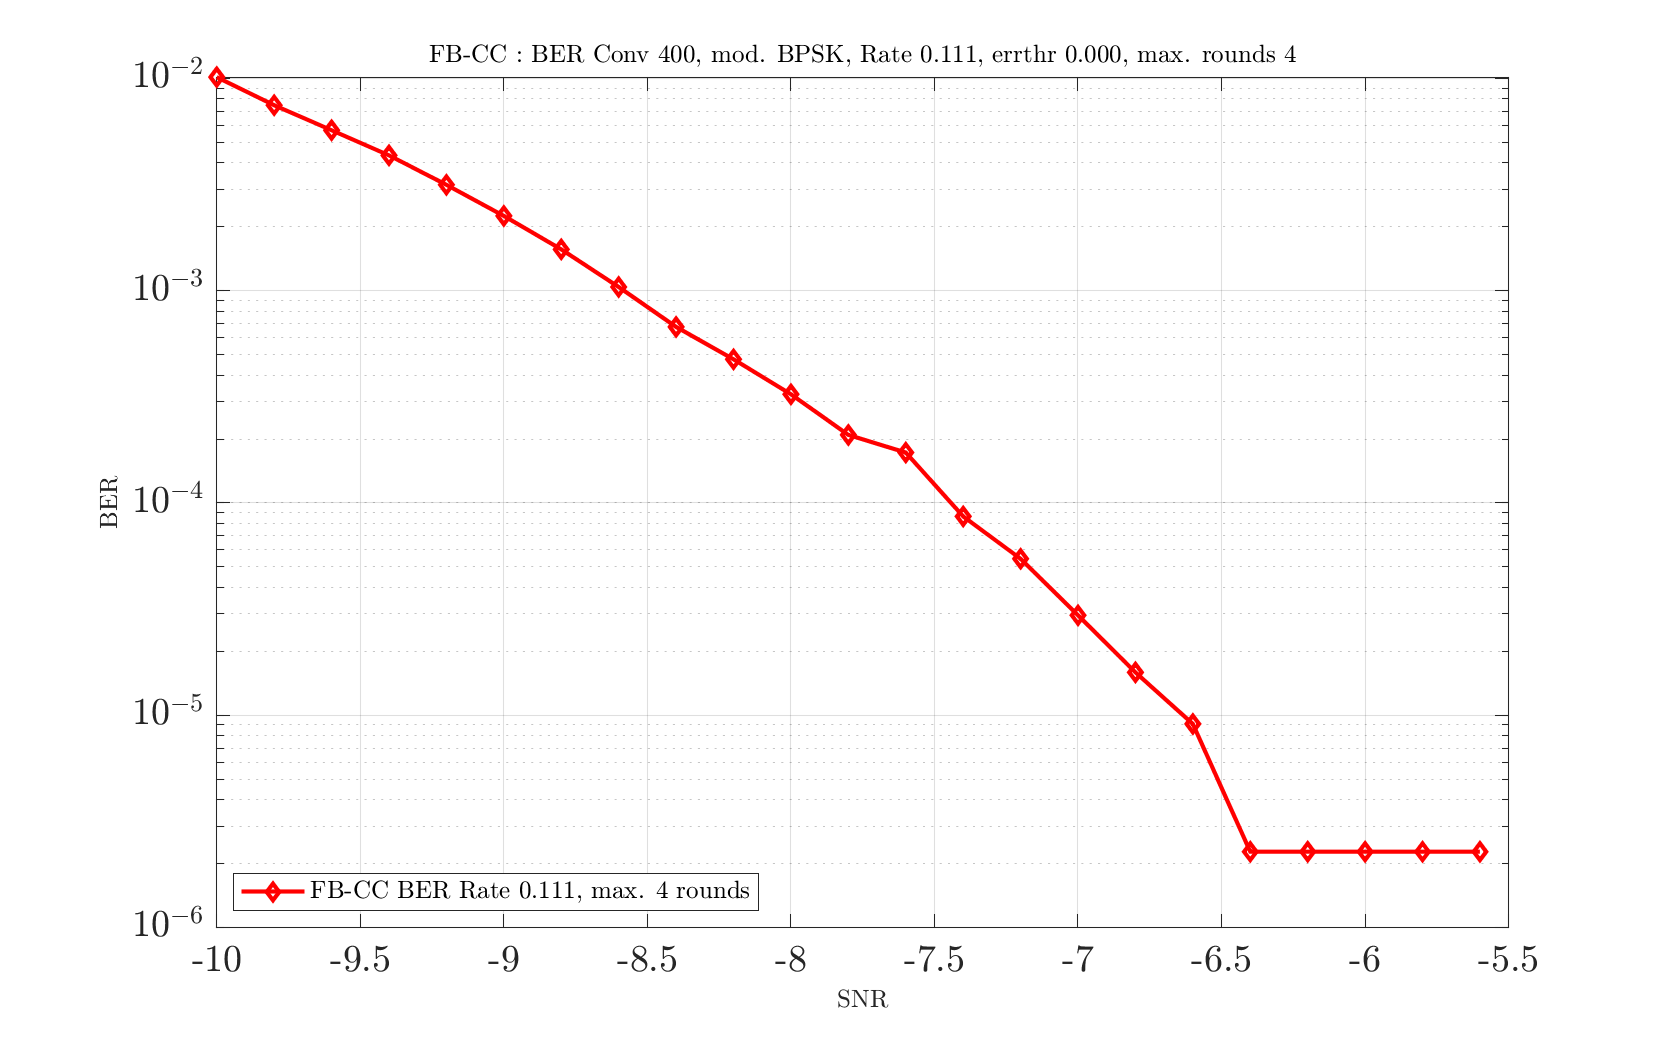 FB-CC : BER Conv 400, mod. BPSK, Rate 0.111, errthr 0.000, max. rounds 4
10^-2
10^-3
10^-4
10^-5
10^-6
BER
FB-CC BER Rate 0.111, max. 4 rounds
-10 -9.5 -9 -8.5 -8 -7.5 -7 -6.5 -6 -5.5
SNR